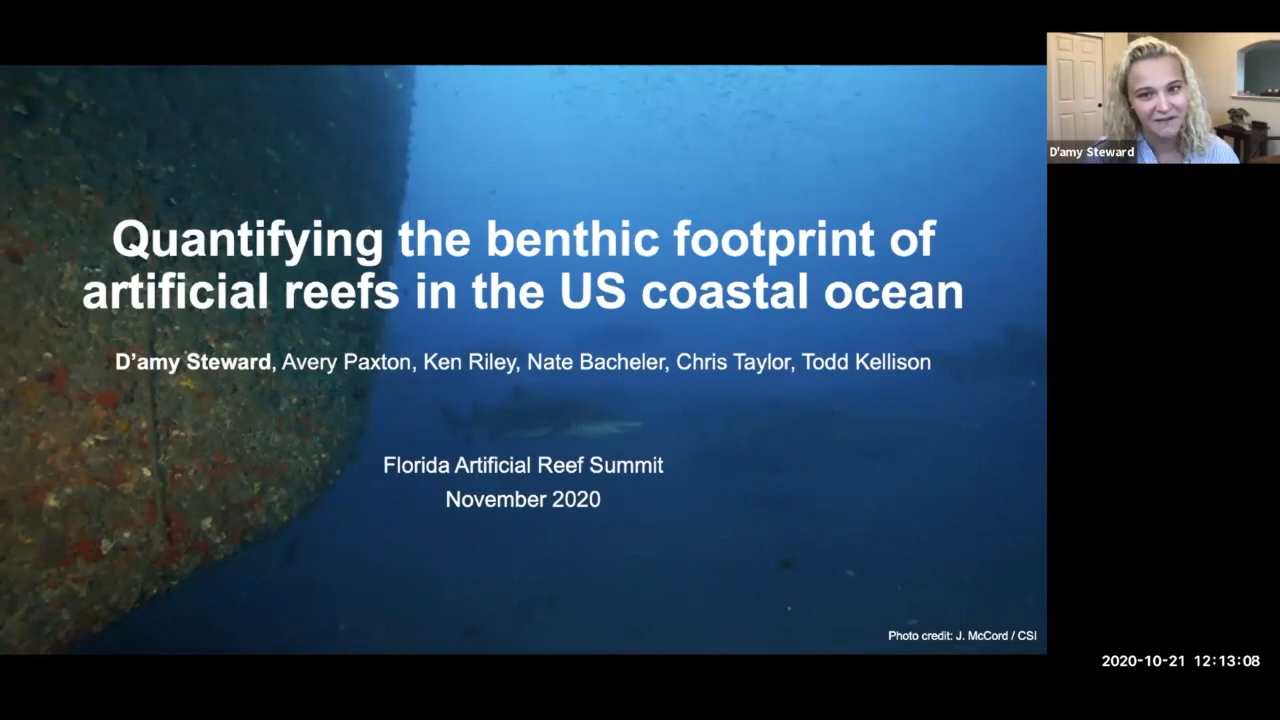 Quantifying the benthic footprint of
artificial reefs in the US coastal ocean
D'amy Steward, Avery Paxton, Ken Riley, Nate Bacheler, Chris Taylor, Todd Kellison
Florida Artificial Reef Summit
November 2020
Photo credit: J. McCord / CSI
D'amy Steward
2020-10-21 12:13:08